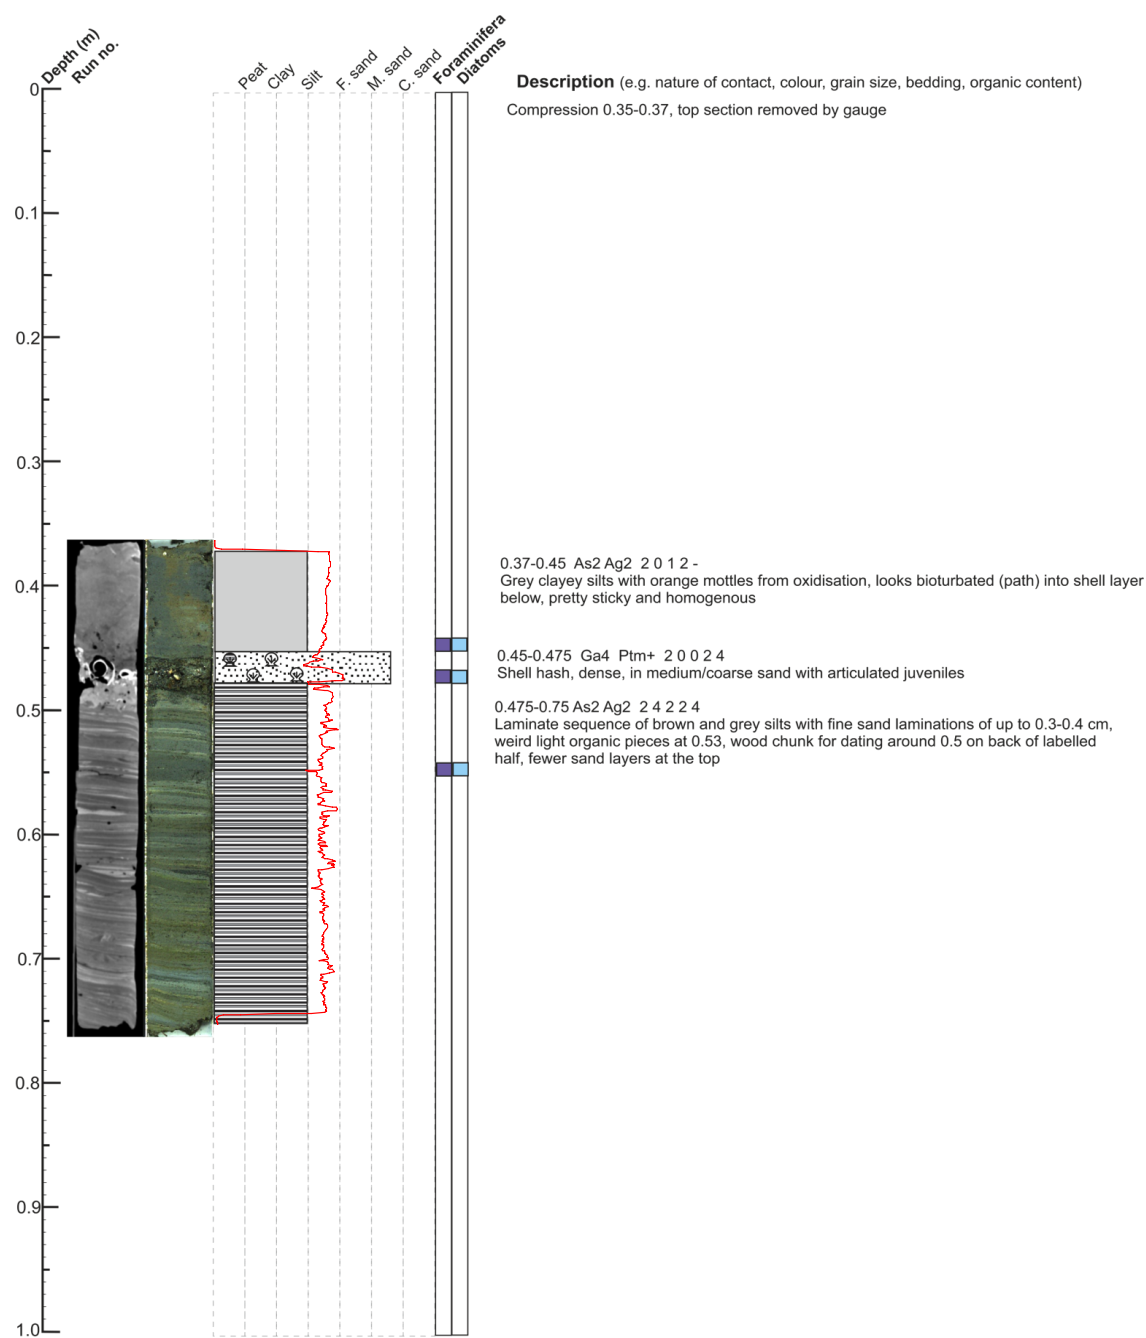 Depth (m)
Run no.
Peat
Clay
Silt
F. sand
M. sand
C. sand
Foraminifera
Diatoms
Description (e.g. nature of contact, colour, grain size, bedding, organic content)
Compression 0.35-0.37, top section removed by gauge
0
0.1
0.2
0.3
0.4
0.5
0.6
0.7
0.8
0.9
1.0
0.37-0.45 As2 Ag2 2 0 1 2 -
Grey clayey silts with orange mottles from oxidisation, looks bioturbated (path) into shell layer
below, pretty sticky and homogenous
0.45-0.475 Ga4 Ptm+ 2 0 0 2 4
Shell hash, dense, in medium/coarse sand with articulated juveniles
0.475-0.75 As2 Ag2 2 4 2 2 4
Laminate sequence of brown and grey silts with fine sand laminations of up to 0.3-0.4 cm,
weird light organic pieces at 0.53, wood chunk for dating around 0.5 on back of labelled
half, fewer sand layers at the top